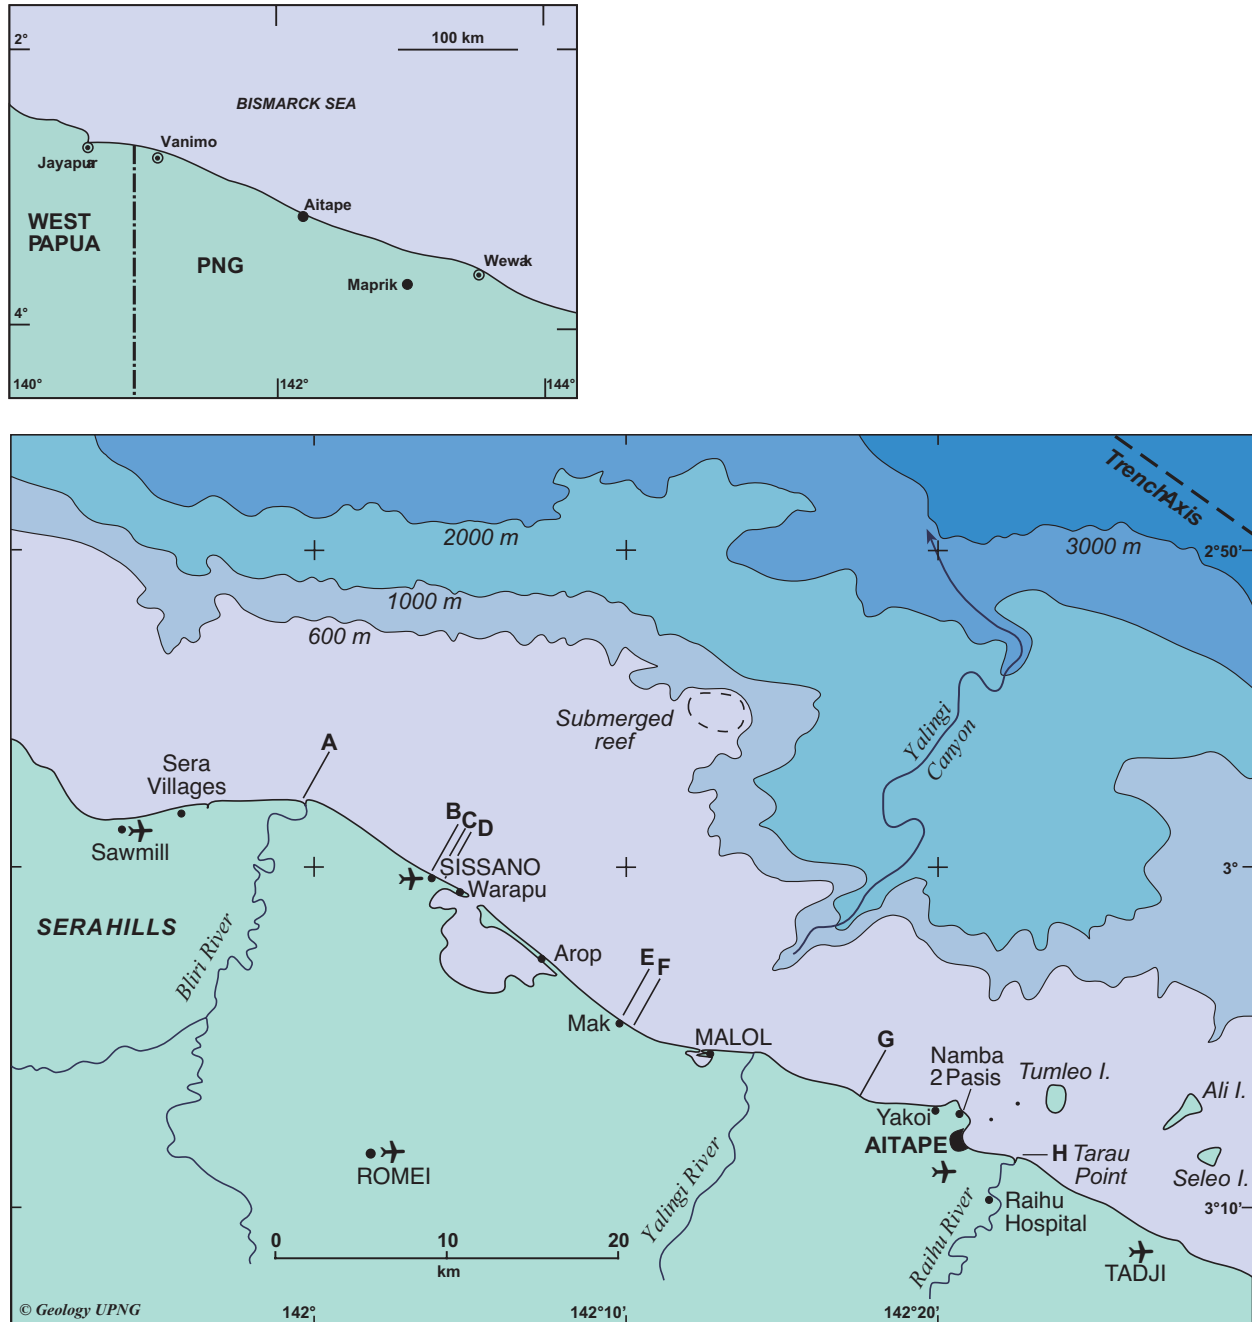 2°
100 km
BISMARCK SEA
Vanimo
Jayapura
Aitape
WEST
PAPUA
PNG
Wewak
Maprik
4°
140°
142°
144°
Trench Axis
2000 m
3000 m
2°50'
1000 m
600 m
Submerged
reef
Yalingi
Canyon
A
Sera
Villages
B
C
D
Sawmill
SISSANO
Warapu
3°
SERA HILLS
Bliri River
Arop
E
F
Mak
MALOL
G
Namba
2 Pasis
Tumleo I.
Ali I.
Yakoi
AITAPE
H
Tarau
Point
Seleo I.
ROMEI
Yalingi River
Raihu River
Raihu
Hospital
3°10'
0
10
20
km
TADJI
© Geology UPNG
142°
142°10'
142°20'